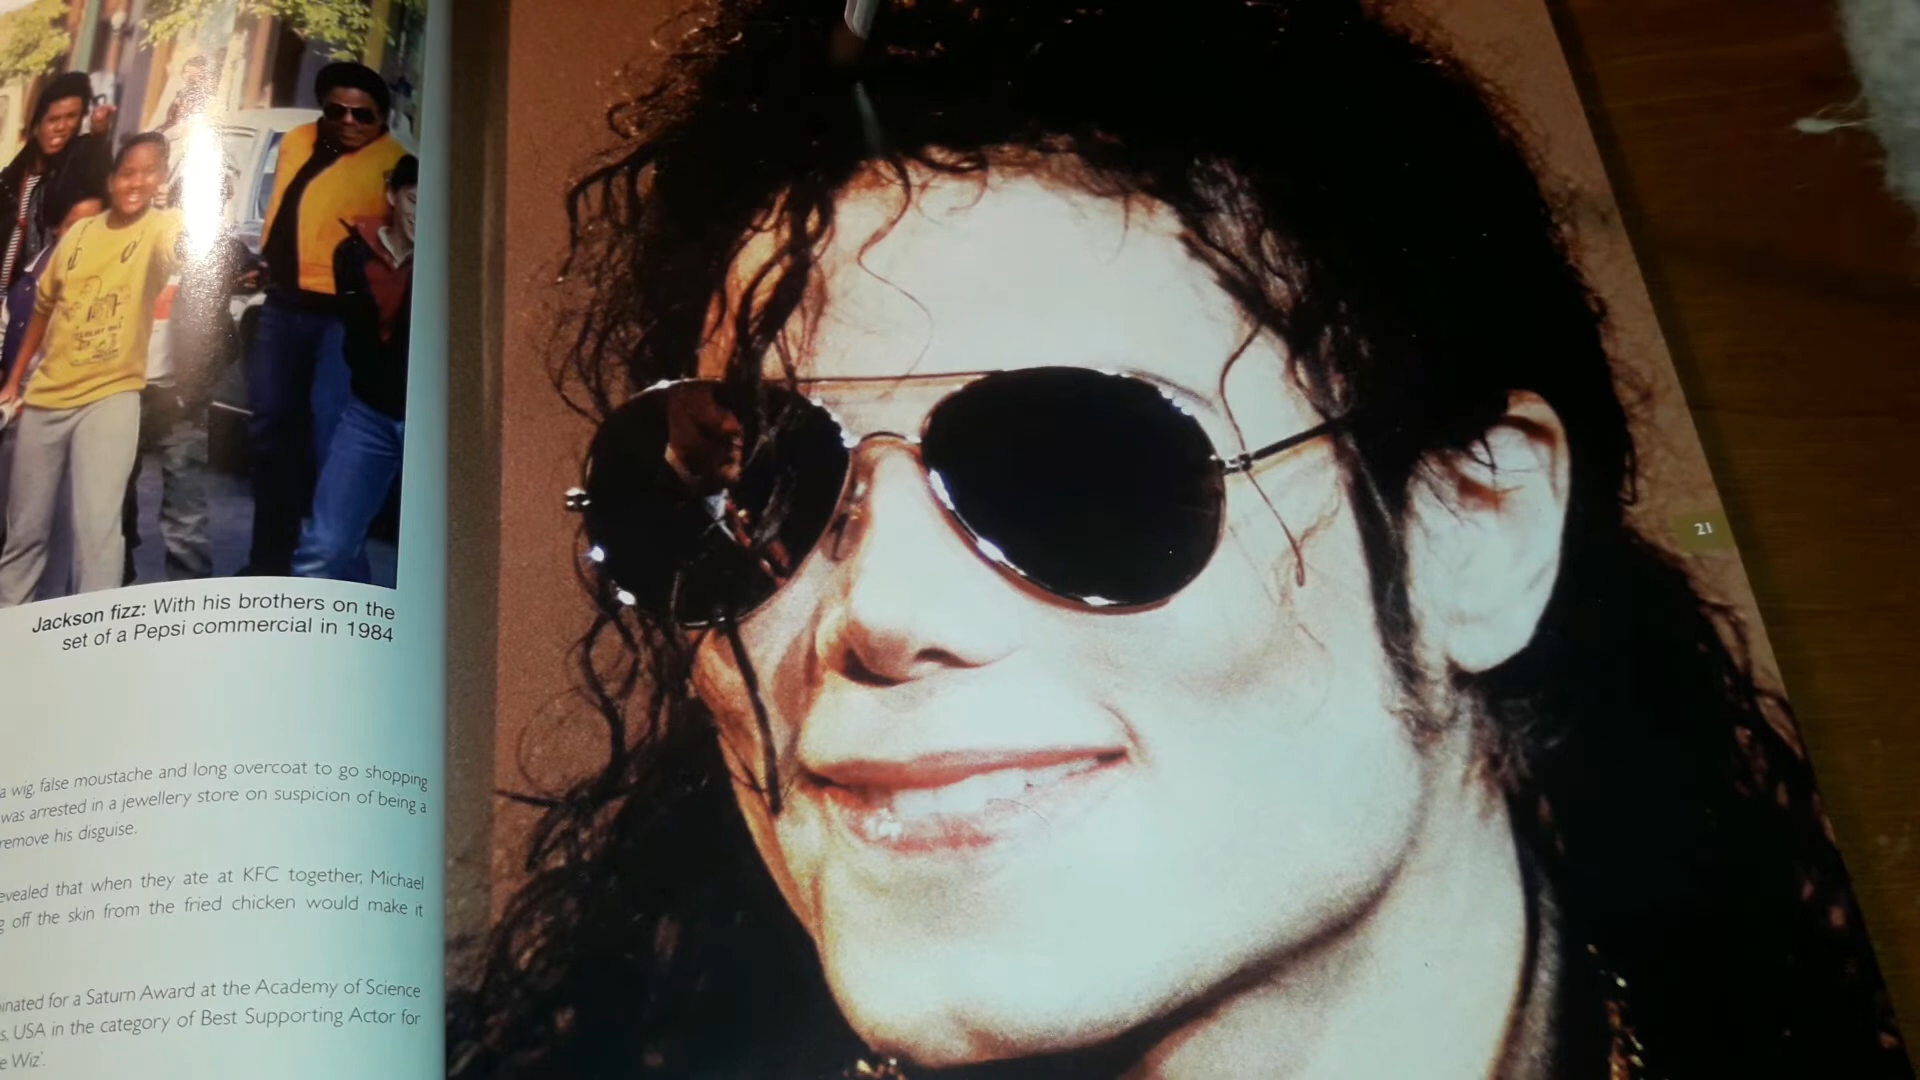 Jackson fizz: With his brothers on the
set of a Pepsi commercial in 1984
a wig, false moustache and long overcoat to go shopping
was arrested in a jewellery store on suspicion of being a
remove his disguise.
evealed that when they ate at KFC together, Michael
g off the skin from the fried chicken would make it
inated for a Saturn Award at the Academy of Science
s, USA in the category of Best Supporting Actor for
e Wiz'.
21